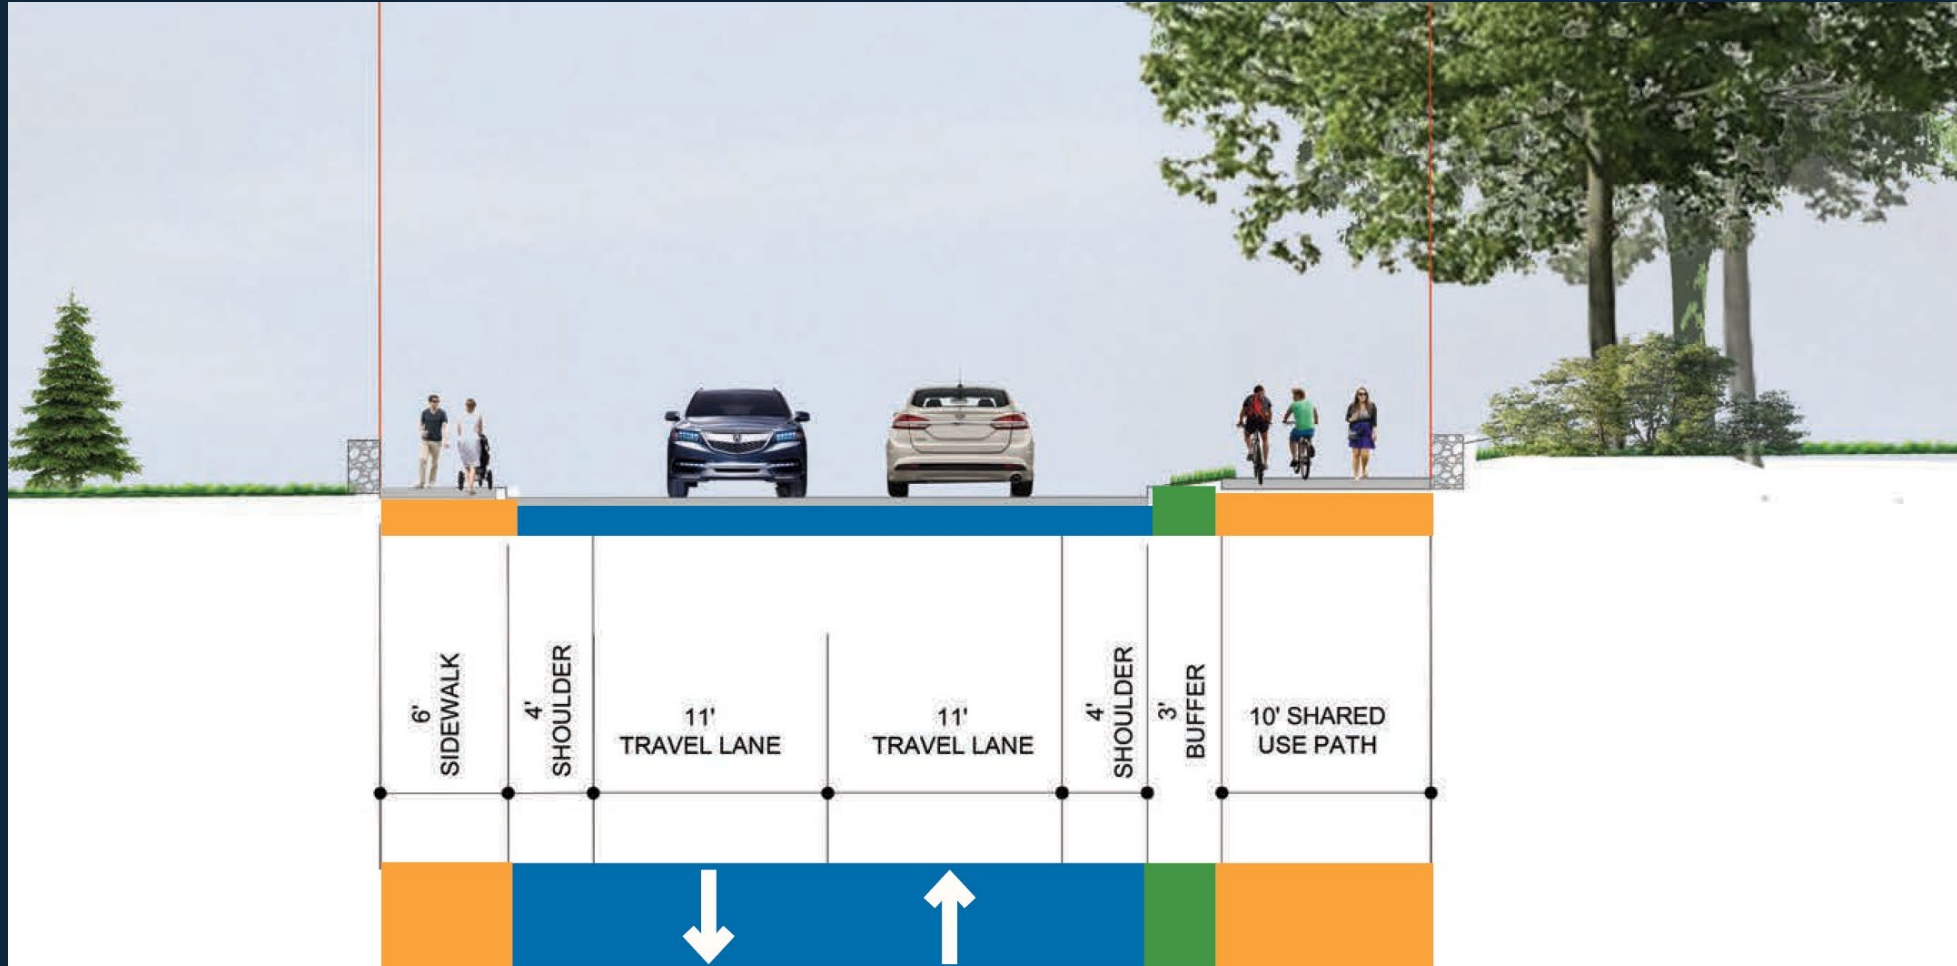 6'
SIDEWALK
4'
SHOULDER
11'
TRAVEL LANE
11'
TRAVEL LANE
4'
SHOULDER
3'
BUFFER
10' SHARED
USE PATH